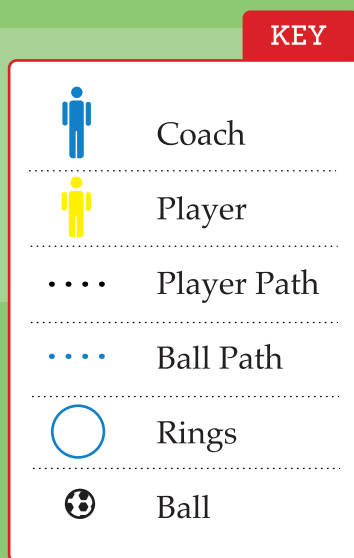 KEY
Coach
Player
Player Path
Ball Path
Rings
Ball